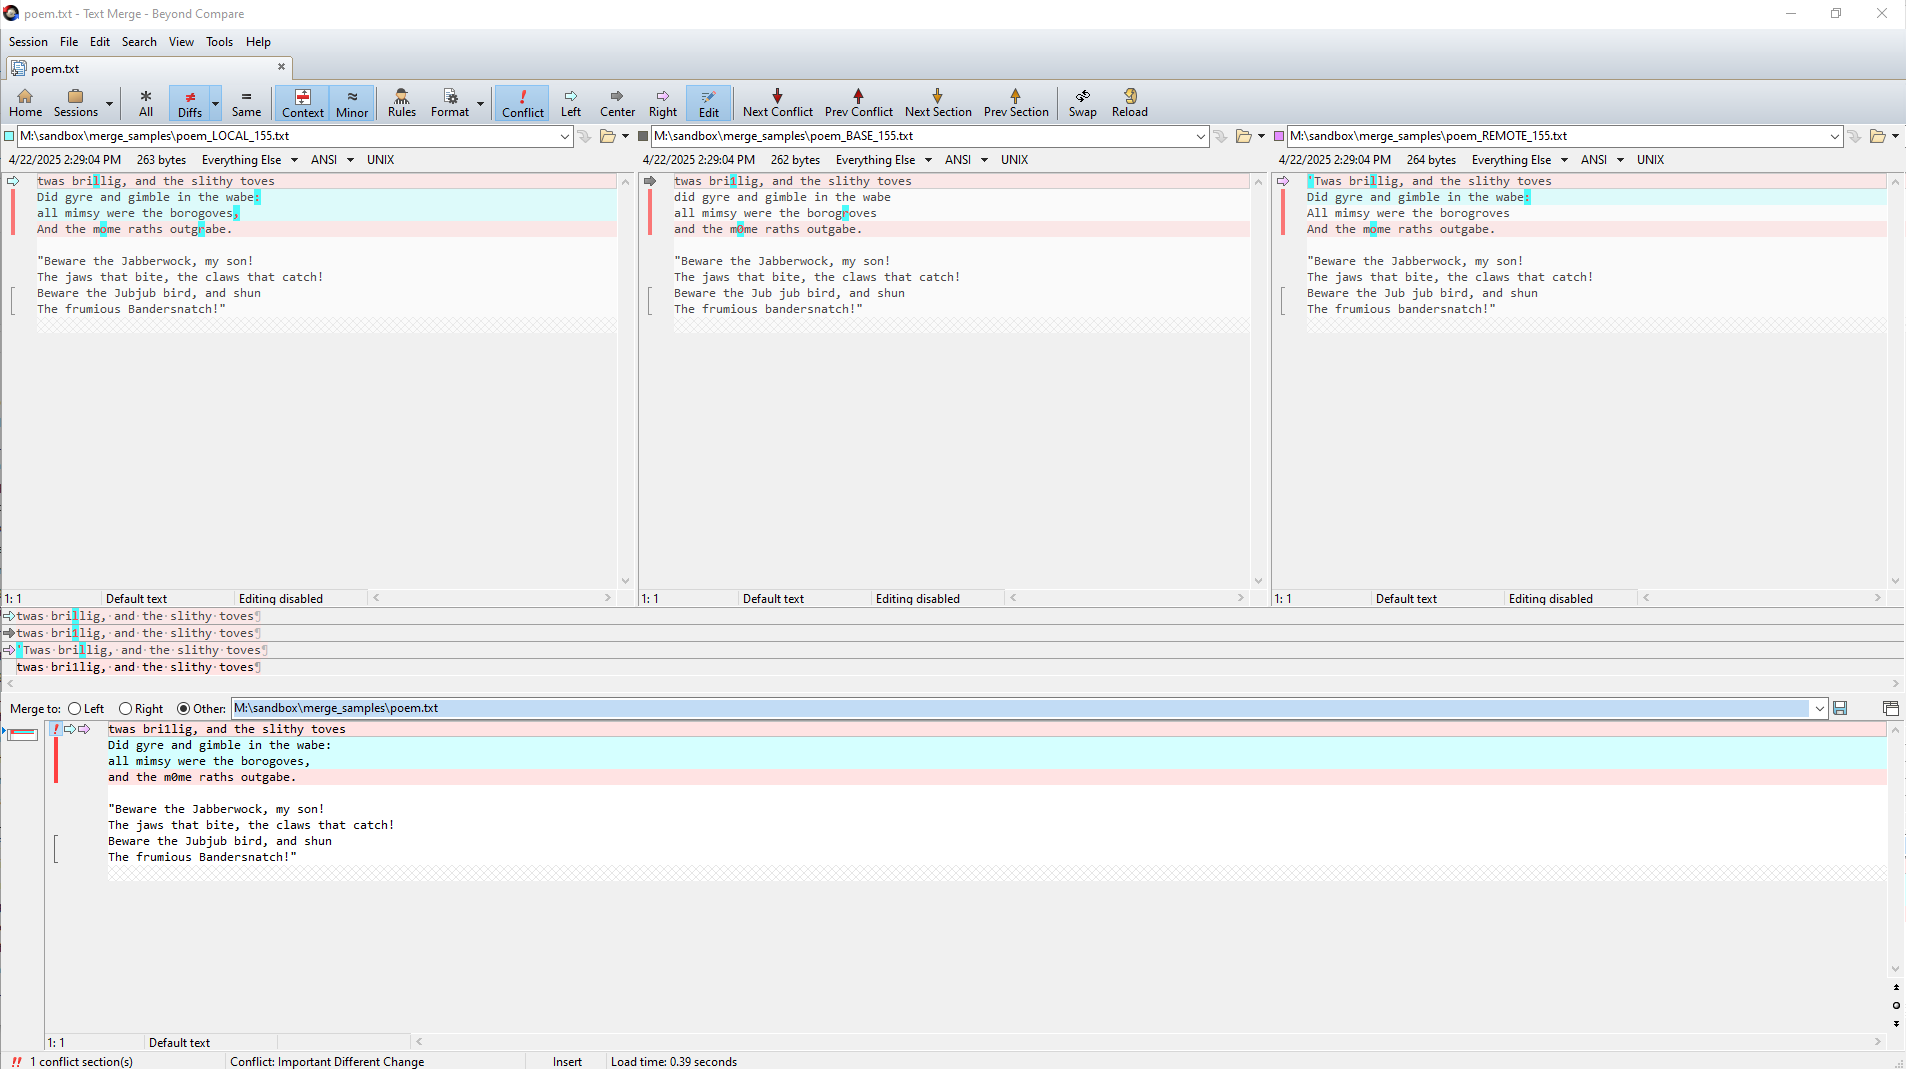 poem.txt - Text Merge - Beyond Compare
Session File Edit Search View Tools Help
poem.txt
Home Sessions All Diffs Same Context Minor Rules Format Conflict Left Center Right Edit Next Conflict Prev Conflict Next Section Prev Section Swap Reload
M:\sandbox\merge_samples\poem_LOCAL_155.txt
4/22/2025 2:29:04 PM 263 bytes Everything Else ANSI UNIX
twas brillig, and the slithy toves
Did gyre and gimble in the wabe:
all mimsy were the borogoves,
And the mome raths outgrabe.
"Beware the Jabberwock, my son!
The jaws that bite, the claws that catch!
Beware the Jubjub bird, and shun
The frumious Bandersnatch!"
1: 1 Default text Editing disabled
M:\sandbox\merge_samples\poem_BASE_155.txt
4/22/2025 2:29:04 PM 262 bytes Everything Else ANSI UNIX
twas bri1lig, and the slithy toves
did gyre and gimble in the wabe
all mimsy were the borogroves
and the m0me raths outgabe.
"Beware the Jabberwock, my son!
The jaws that bite, the claws that catch!
Beware the Jub jub bird, and shun
The frumious bandersnatch!"
1: 1 Default text Editing disabled
M:\sandbox\merge_samples\poem_REMOTE_155.txt
4/22/2025 2:29:04 PM 264 bytes Everything Else ANSI UNIX
'Twas brillig, and the slithy toves
Did gyre and gimble in the wabe:
All mimsy were the borogroves
And the mome raths outgabe.
"Beware the Jabberwock, my son!
The jaws that bite, the claws that catch!
Beware the Jub jub bird, and shun
The frumious bandersnatch!"
1: 1 Default text Editing disabled
twas·brillig,·and·the·slithy·toves¶
twas·bri1lig,·and·the·slithy·toves¶
'Twas·brillig,·and·the·slithy·toves¶
twas·bri1lig,·and·the·slithy·toves¶
Merge to: Left Right Other: M:\sandbox\merge_samples\poem.txt
twas bri1lig, and the slithy toves
Did gyre and gimble in the wabe:
all mimsy were the borogoves,
and the m0me raths outgabe.
"Beware the Jabberwock, my son!
The jaws that bite, the claws that catch!
Beware the Jubjub bird, and shun
The frumious Bandersnatch!"
1: 1 Default text
1 conflict section(s) Conflict: Important Different Change Insert Load time: 0.39 seconds